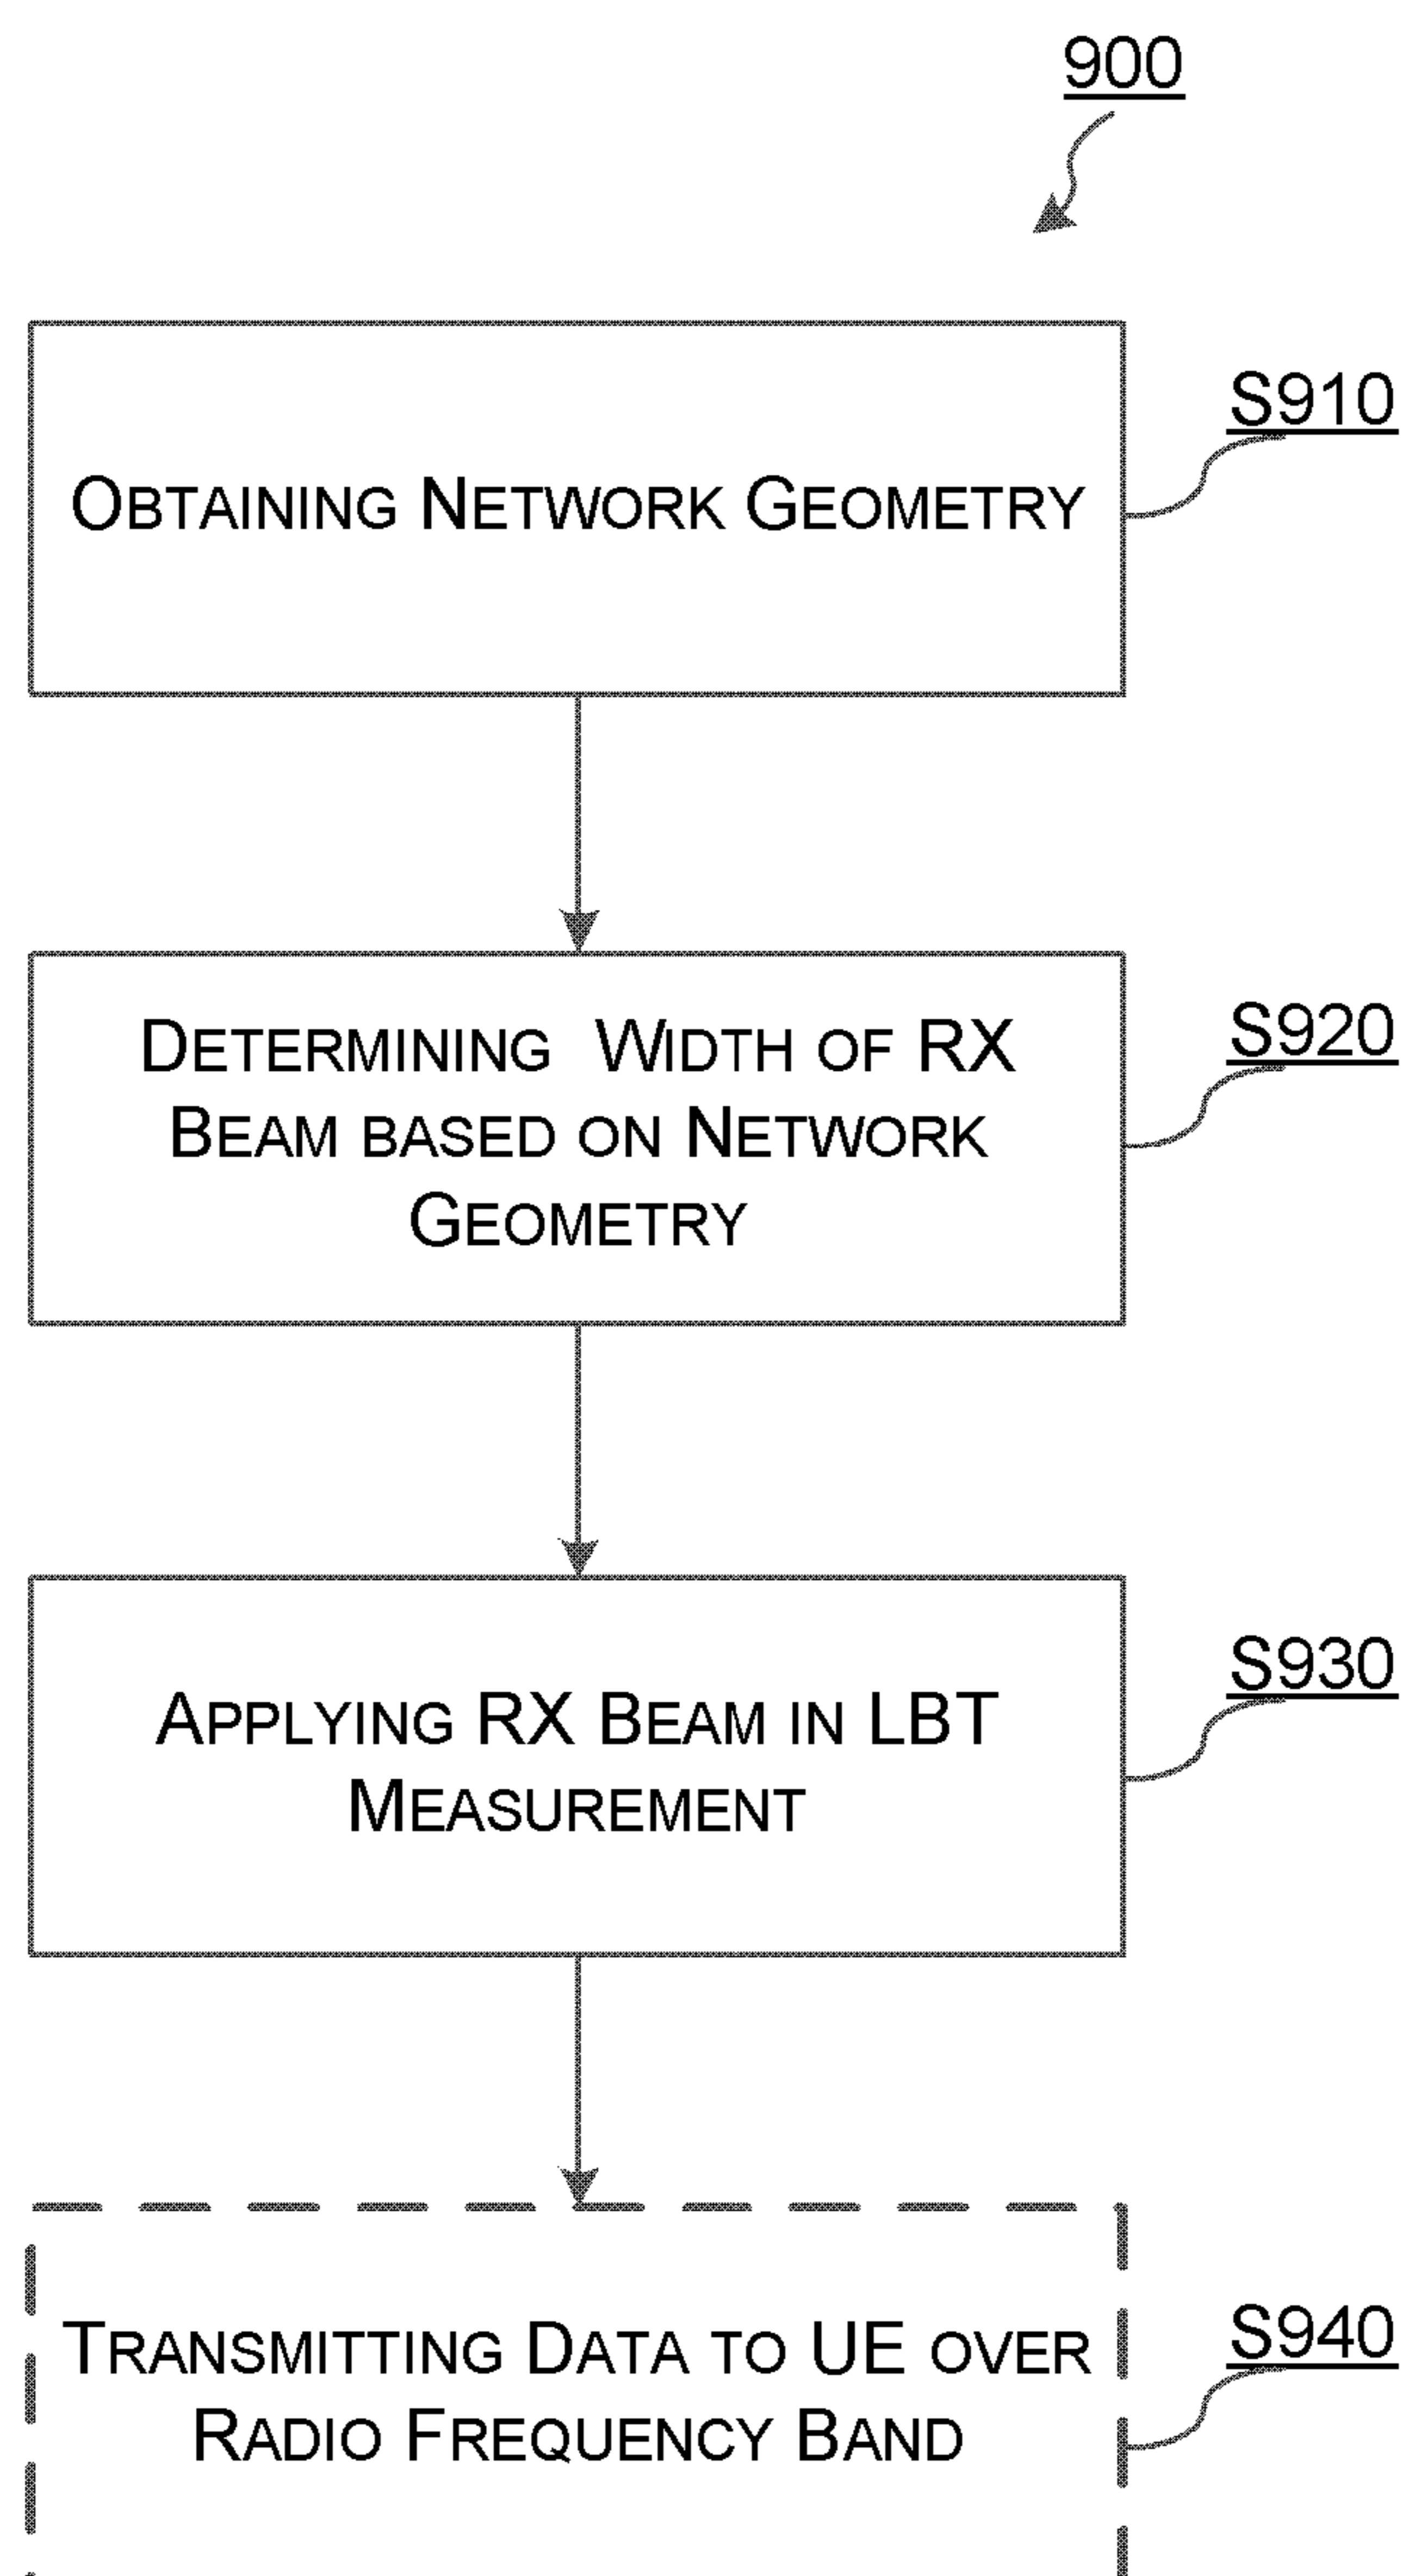 900
S910
OBTAINING NETWORK GEOMETRY
S920
DETERMINING WIDTH OF RX
BEAM BASED ON NETWORK
GEOMETRY
S930
APPLYING RX BEAM IN LBT
MEASUREMENT
S940
TRANSMITTING DATA TO UE OVER
RADIO FREQUENCY BAND